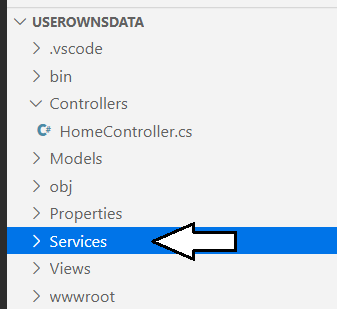 USEROWNSDATA
.vscode
bin
Controllers
C# HomeController.cs
Models
obj
Properties
Services
Views
wwwroot